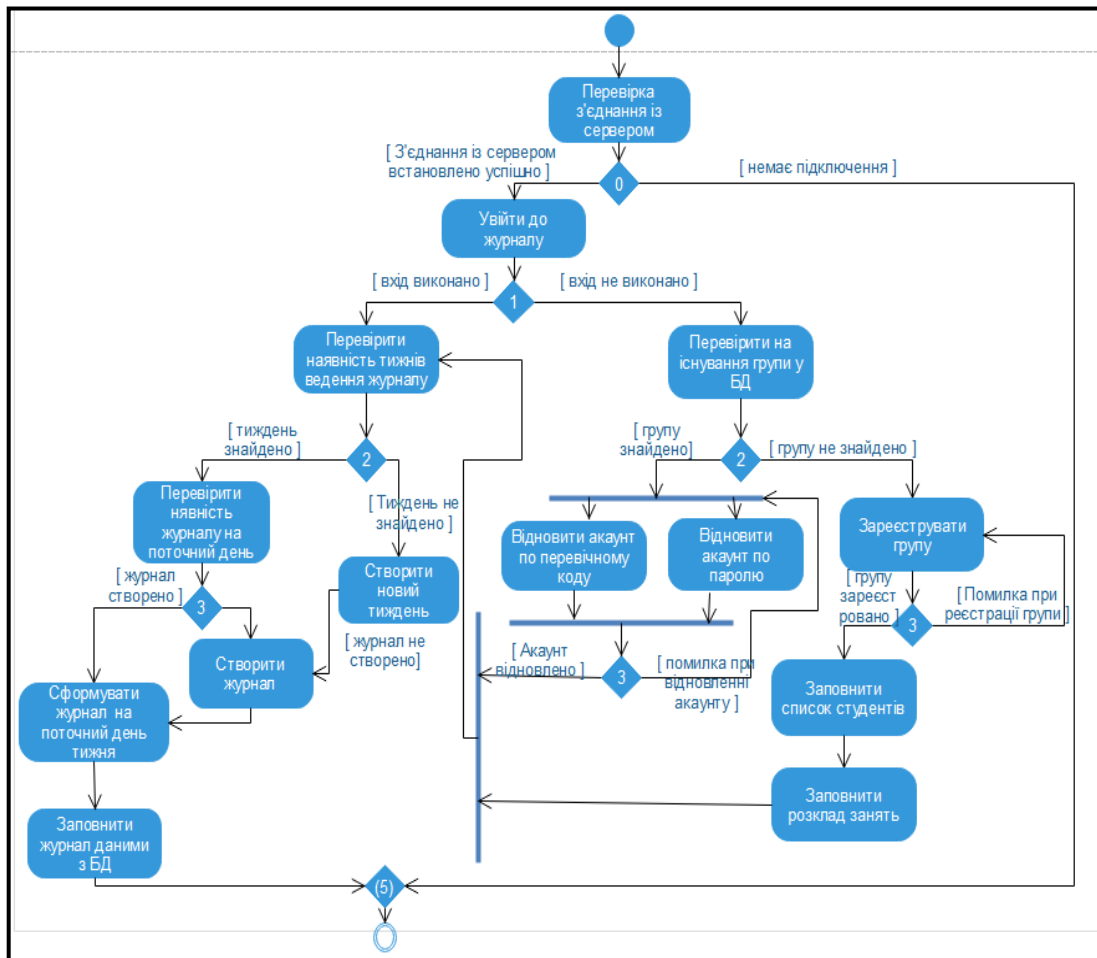 Перевірка
з'єднання із
сервером
[ З'єднання із сервером
встановлено успішно ]
0
[ немає підключення ]
Увійти до
журналу
[ вхід виконано ]
1
[ вхід не виконано ]
Перевірити
наявність тижнів
ведення журналу
Перевірити на
існування групи у
БД
[ тиждень
знайдено ]
2
[ групу
знайдено]
2
[ групу не знайдено ]
Перевірити
нявність
журналу на
поточний день
[ Тиждень не
знайдено ]
Відновити акаунт
по перевічному
коду
Відновити
акаунт по
паролю
Зареєструвати
групу
[ журнал
створено ]
3
Створити
новий
тиждень
[ групу
зареєст
ровано ]
3
[ Помилка при
реєстрації групи ]
[ журнал не
створено]
Створити
журнал
[ Акаунт
відновлено ]
3
[ помилка при
відновленні
акаунту ]
Сформувати
журнал на
поточний день
тижня
Заповнити
список студентів
Заповнити
розклад занять
Заповнити
журнал даними
з БД
(5)